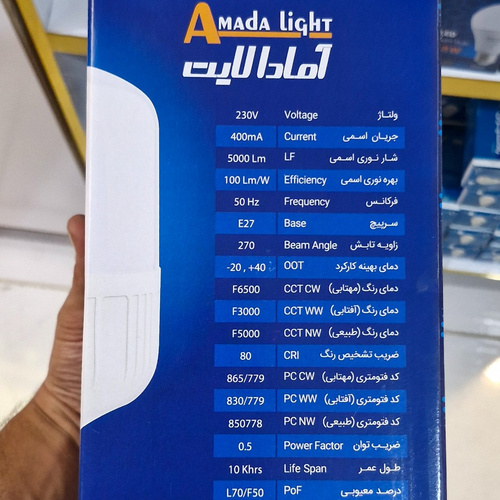 AMADA LIGHT
آمادا لایت
230V Voltage ولتاژ
400mA Current جریان اسمی
5000 Lm LF شار نوری اسمی
100 Lm/W Efficiency بهره نوری اسمی
50 Hz Frequency فرکانس
E27 Base سرپیچ
270 Beam Angle زاویه تابش
-20 , +40 OOT دمای بهینه کارکرد
F6500 CCT CW دمای رنگ (مهتابی)
F3000 CCT WW دمای رنگ (آفتابی)
F5000 CCT NW دمای رنگ (طبیعی)
80 CRI ضریب تشخیص رنگ
865/779 PC CW کد فتومتری (مهتابی)
830/779 PC WW کد فتومتری (آفتابی)
850778 PC NW کد فتومتری (طبیعی)
0.5 Power Factor ضریب توان
10 Khrs Life Span طول عمر
L70/F50 PoF درصد معیوبی